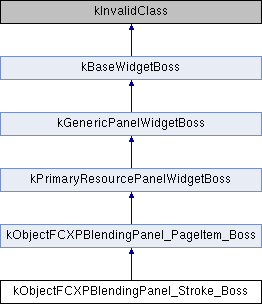 kInvalidClass
kBaseWidgetBoss
kGenericPanelWidgetBoss
kPrimaryResourcePanelWidgetBoss
kObjectFCXPBlendingPanel_PageItem_Boss
kObjectFCXPBlendingPanel_Stroke_Boss